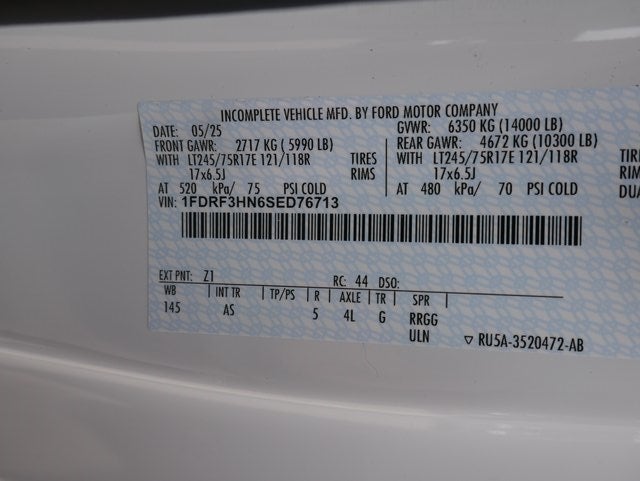 INCOMPLETE VEHICLE MFD. BY FORD MOTOR COMPANY
DATE: 05/25 GVWR: 6350 KG (14000 LB)
FRONT GAWR: 2717 KG ( 5990 LB) REAR GAWR: 4672 KG (10300 LB)
WITH LT245/75R17E 121/118R TIRES WITH LT245/75R17E 121/118R
17x6.5J RIMS 17x6.5J RIM
AT 520 kPa/ 75 PSI COLD AT 480 kPa/ 70 PSI COLD
VIN: 1FDRF3HN6SED76713
EXT PNT: Z1 RC: 44 DSO:
WB INT TR TP/PS R AXLE TR SPR
145 AS 5 4L G RRGG
ULN ▽ RU5A-3520472-AB